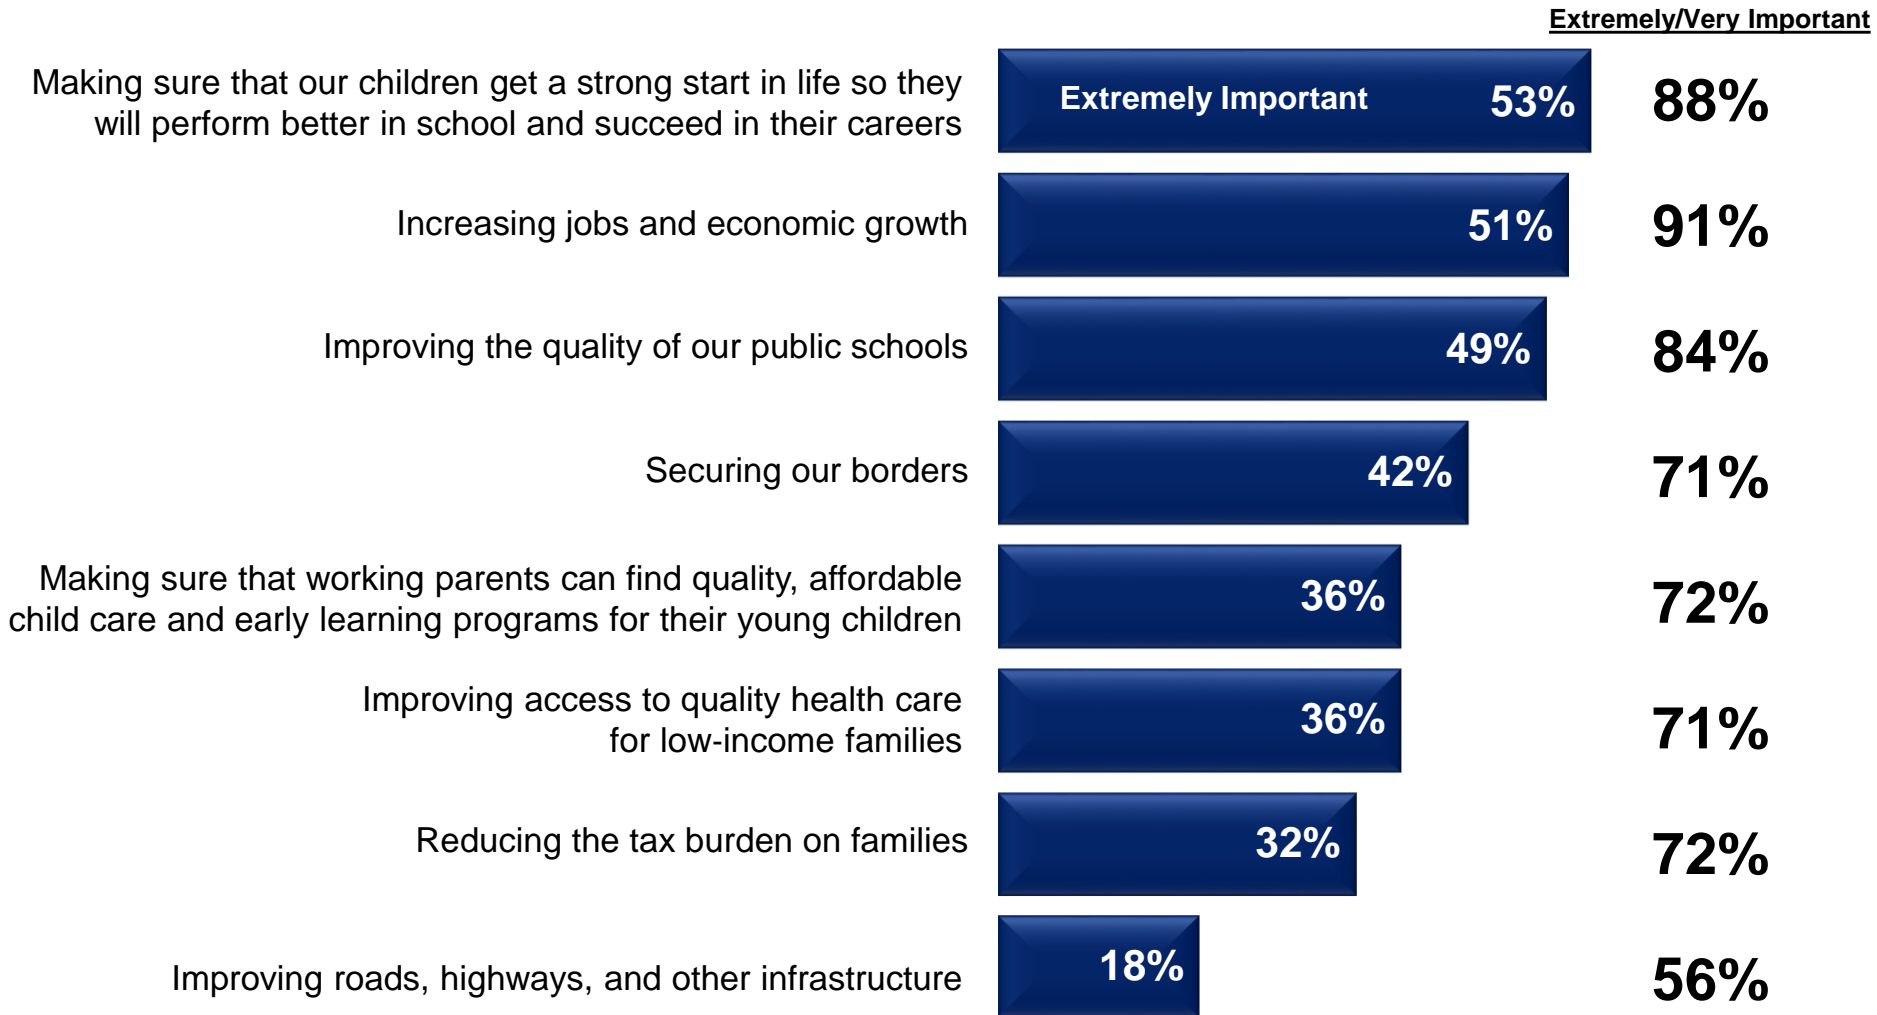 Extremely/Very Important
Making sure that our children get a strong start in life so they
will perform better in school and succeed in their careers
Extremely Important 53% 88%
Increasing jobs and economic growth 51% 91%
Improving the quality of our public schools 49% 84%
Securing our borders 42% 71%
Making sure that working parents can find quality, affordable
child care and early learning programs for their young children
36% 72%
Improving access to quality health care
for low-income families
36% 71%
Reducing the tax burden on families 32% 72%
Improving roads, highways, and other infrastructure 18% 56%